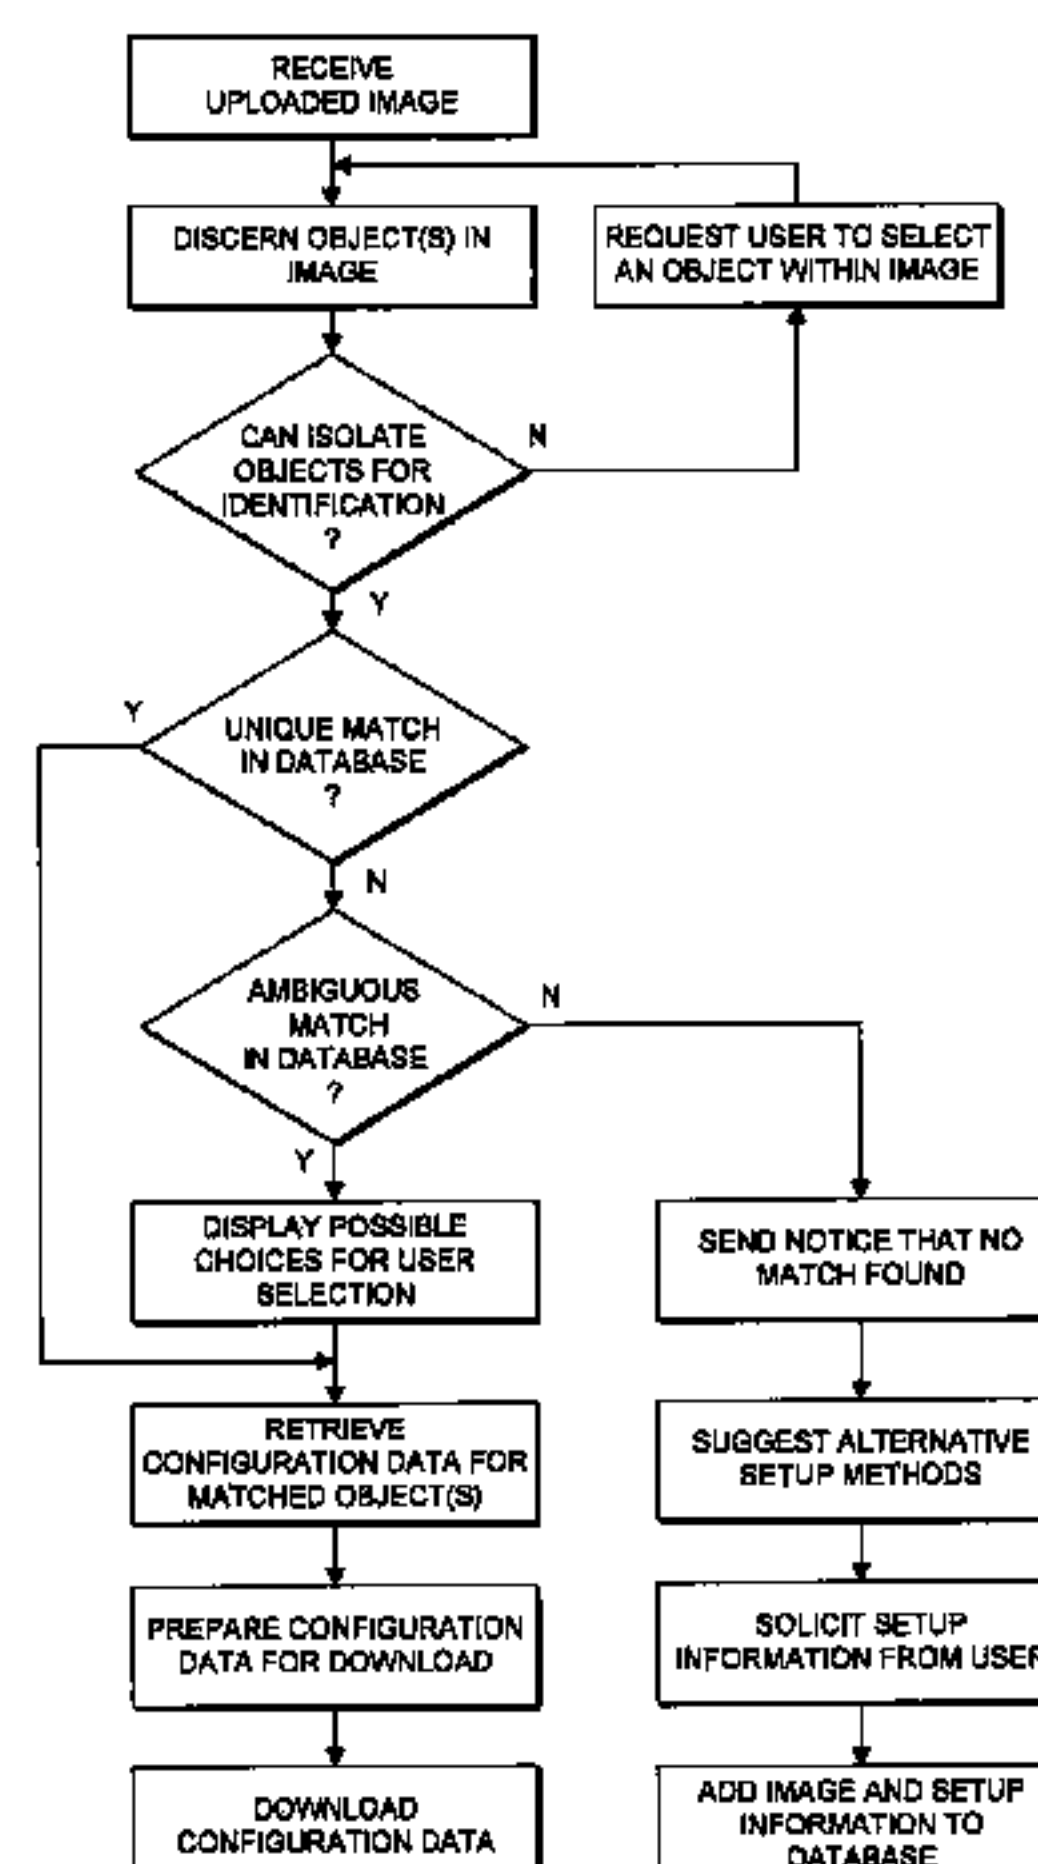 RECEIVE
UPLOADED IMAGE
DISCERN OBJECT(S) IN
IMAGE
REQUEST USER TO SELECT
AN OBJECT WITHIN IMAGE
CAN ISOLATE
OBJECTS FOR
IDENTIFICATION
?
N
Y
UNIQUE MATCH
IN DATABASE
?
Y
N
AMBIGUOUS
MATCH
IN DATABASE
?
N
Y
DISPLAY POSSIBLE
CHOICES FOR USER
SELECTION
SEND NOTICE THAT NO
MATCH FOUND
RETRIEVE
CONFIGURATION DATA FOR
MATCHED OBJECT(S)
SUGGEST ALTERNATIVE
SETUP METHODS
PREPARE CONFIGURATION
DATA FOR DOWNLOAD
SOLICIT SETUP
INFORMATION FROM USER
DOWNLOAD
CONFIGURATION DATA
ADD IMAGE AND SETUP
INFORMATION TO
DATABASE